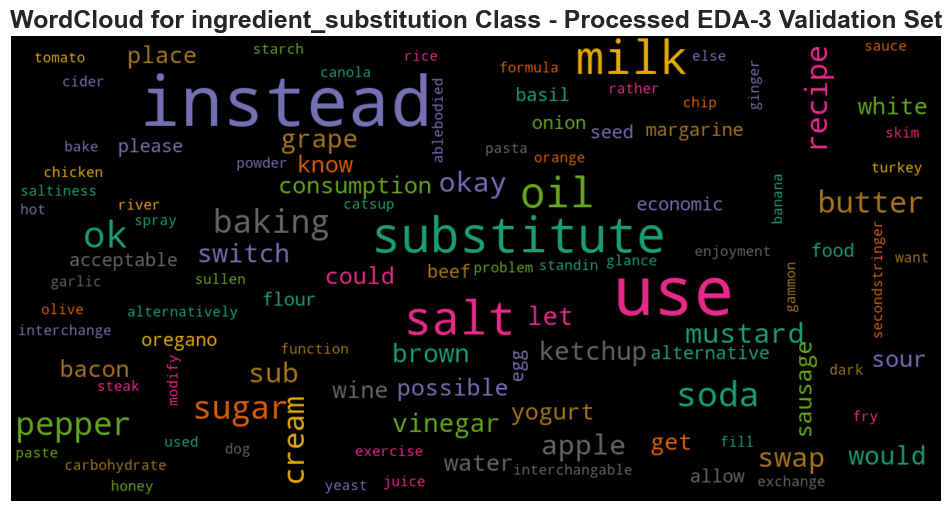 WordCloud for ingredient_substitution Class - Processed EDA-3 Validation Set
tomato
place
starch
canola
rice
formula
milk
else
sauce
cider
instead
ablebodied
basil
rather
chip
ginger
recipe
white
bake
please
grape
onion
seed
margarine
skim
chicken
powder
know
pasta
orange
turkey
saltiness
consumption
okay
oil
economic
banana
butter
hot
river
spray
baking
catsup
ok
substitute
switch
acceptable
enjoyment
food
secondstringer
want
garlic
sullen
could
beef
problem
standin
glance
gammon
use
olive
alternatively
flour
salt
let
mustard
interchange
oregano
function
brown
ketchup
alternative
sour
bacon
modify
sub
egg
sausage
dark
steak
wine
possible
soda
pepper
sugar
cream
vinegar
yogurt
fry
used
dog
apple
get
fill
swap
would
paste
carbohydrate
exercise
water
interchangable
allow
exchange
honey
yeast
juice